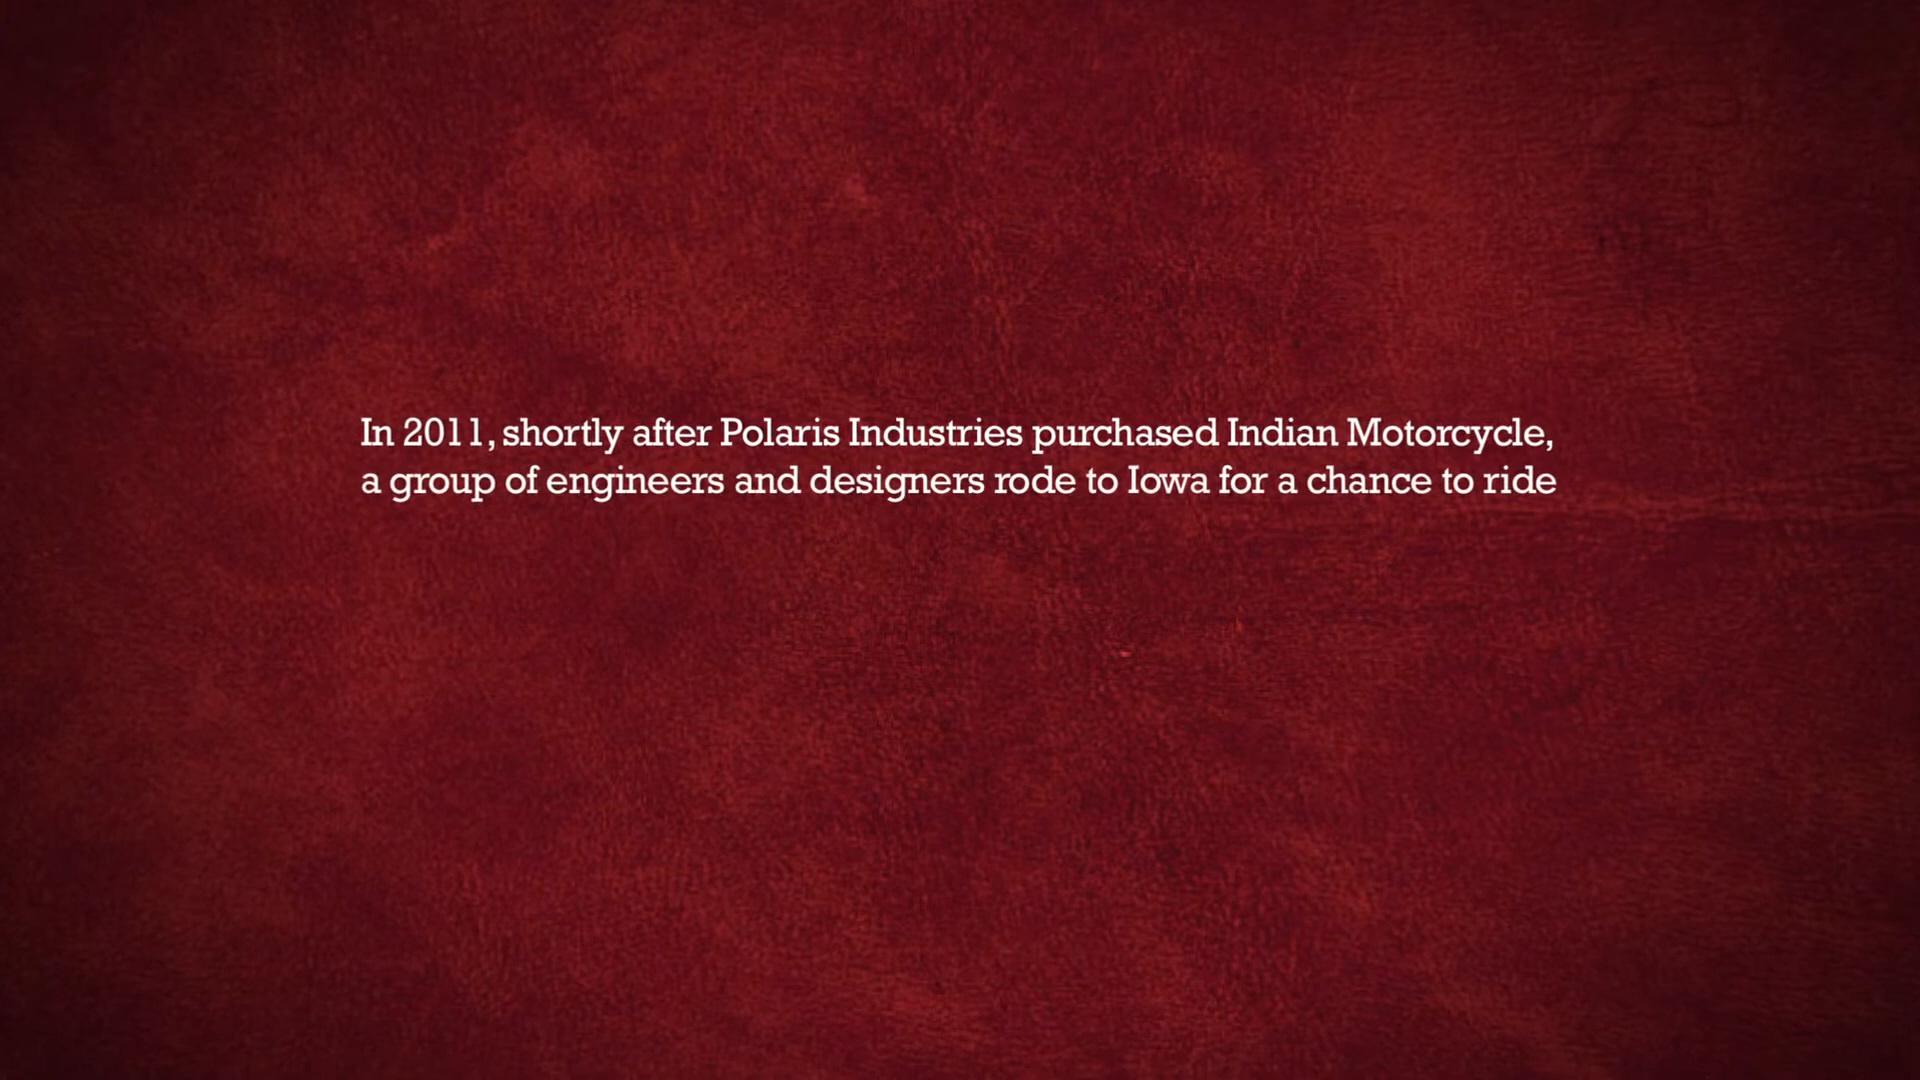 In 2011, shortly after Polaris Industries purchased Indian Motorcycle,
a group of engineers and designers rode to Iowa for a chance to ride